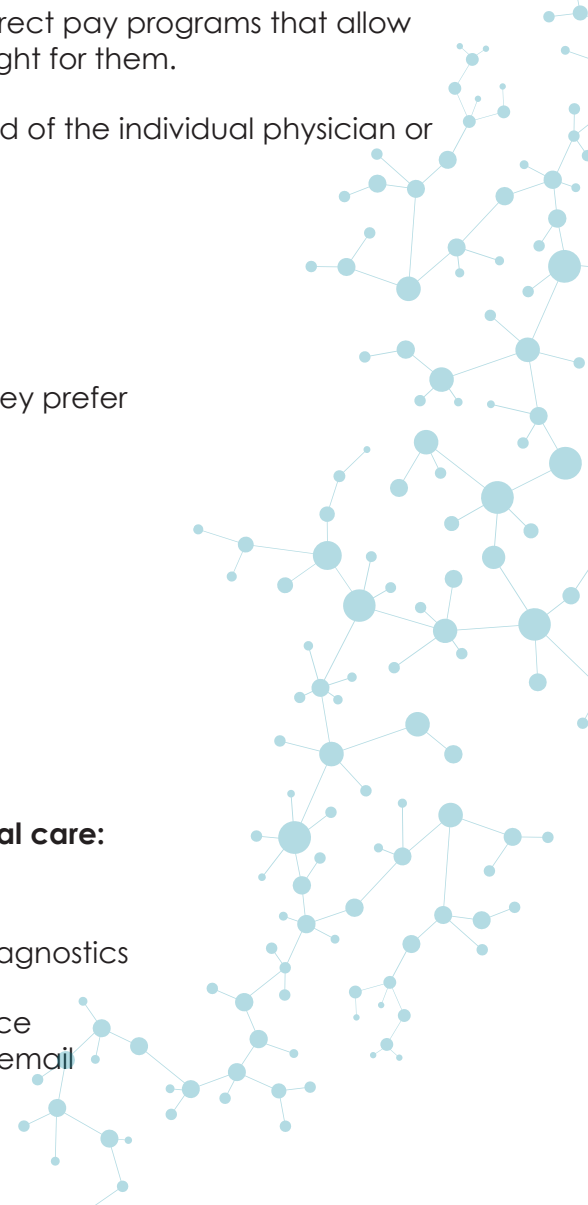 rect pay programs that allow
ght for them.
d of the individual physician or
ey prefer
al care:
agnostics
ce
email